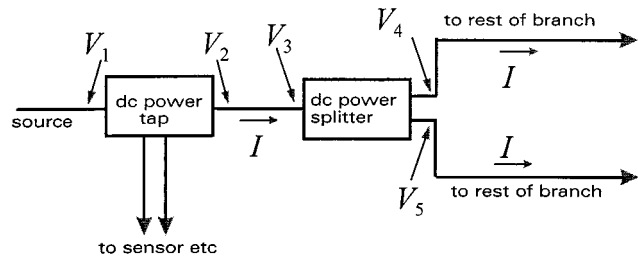 to rest of branch
V4
I
V1
V2
V3
dc power
tap
dc power
splitter
source
I
I
V5
to rest of branch
to sensor etc